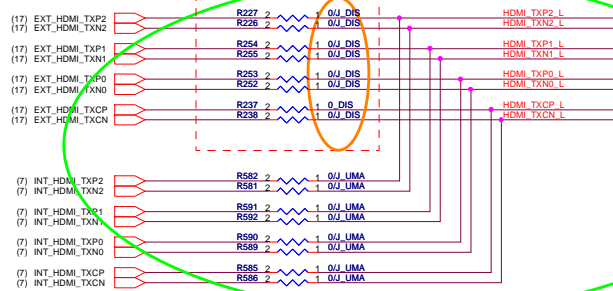 (17) EXT_HDMI_TXP2 R227 2 1 0/J_DIS HDMI_TXP2_L
(17) EXT_HDMI_TXN2 R226 2 1 0/J_DIS HDMI_TXN2_L
(17) EXT_HDMI_TXP1 R254 2 1 0/J_DIS HDMI_TXP1_L
(17) EXT_HDMI_TXN1 R255 2 1 0/J_DIS HDMI_TXN1_L
(17) EXT_HDMI_TXP0 R253 2 1 0/J_DIS HDMI_TXP0_L
(17) EXT_HDMI_TXN0 R252 2 1 0/J_DIS HDMI_TXN0_L
(17) EXT_HDMI_TXCP R237 2 1 0_DIS HDMI_TXCP_L
(17) EXT_HDMI_TXCN R238 2 1 0/J_DIS HDMI_TXCN_L
(7) INT_HDMI_TXP2 R582 2 1 0/J_UMA
(7) INT_HDMI_TXN2 R581 2 1 0/J_UMA
(7) INT_HDMI_TXP1 R591 2 1 0/J_UMA
(7) INT_HDMI_TXN1 R592 2 1 0/J_UMA
(7) INT_HDMI_TXP0 R590 2 1 0/J_UMA
(7) INT_HDMI_TXN0 R589 2 1 0/J_UMA
(7) INT_HDMI_TXCP R585 2 1 0/J_UMA
(7) INT_HDMI_TXCN R586 2 1 0/J_UMA